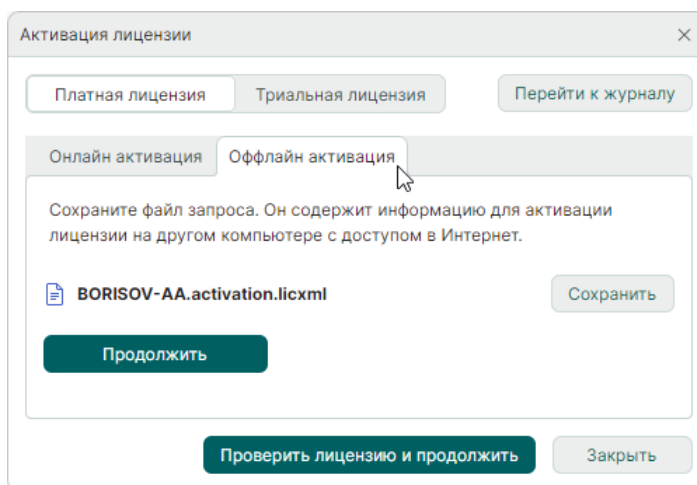 Активация лицензии
Платная лицензия
Триальная лицензия
Перейти к журналу
Онлайн активация
Оффлайн активация
Сохраните файл запроса. Он содержит информацию для активации
лицензии на другом компьютере с доступом в Интернет.
BORISOV-AA.activation.licxml
Сохранить
Продолжить
Проверить лицензию и продолжить
Закрыть